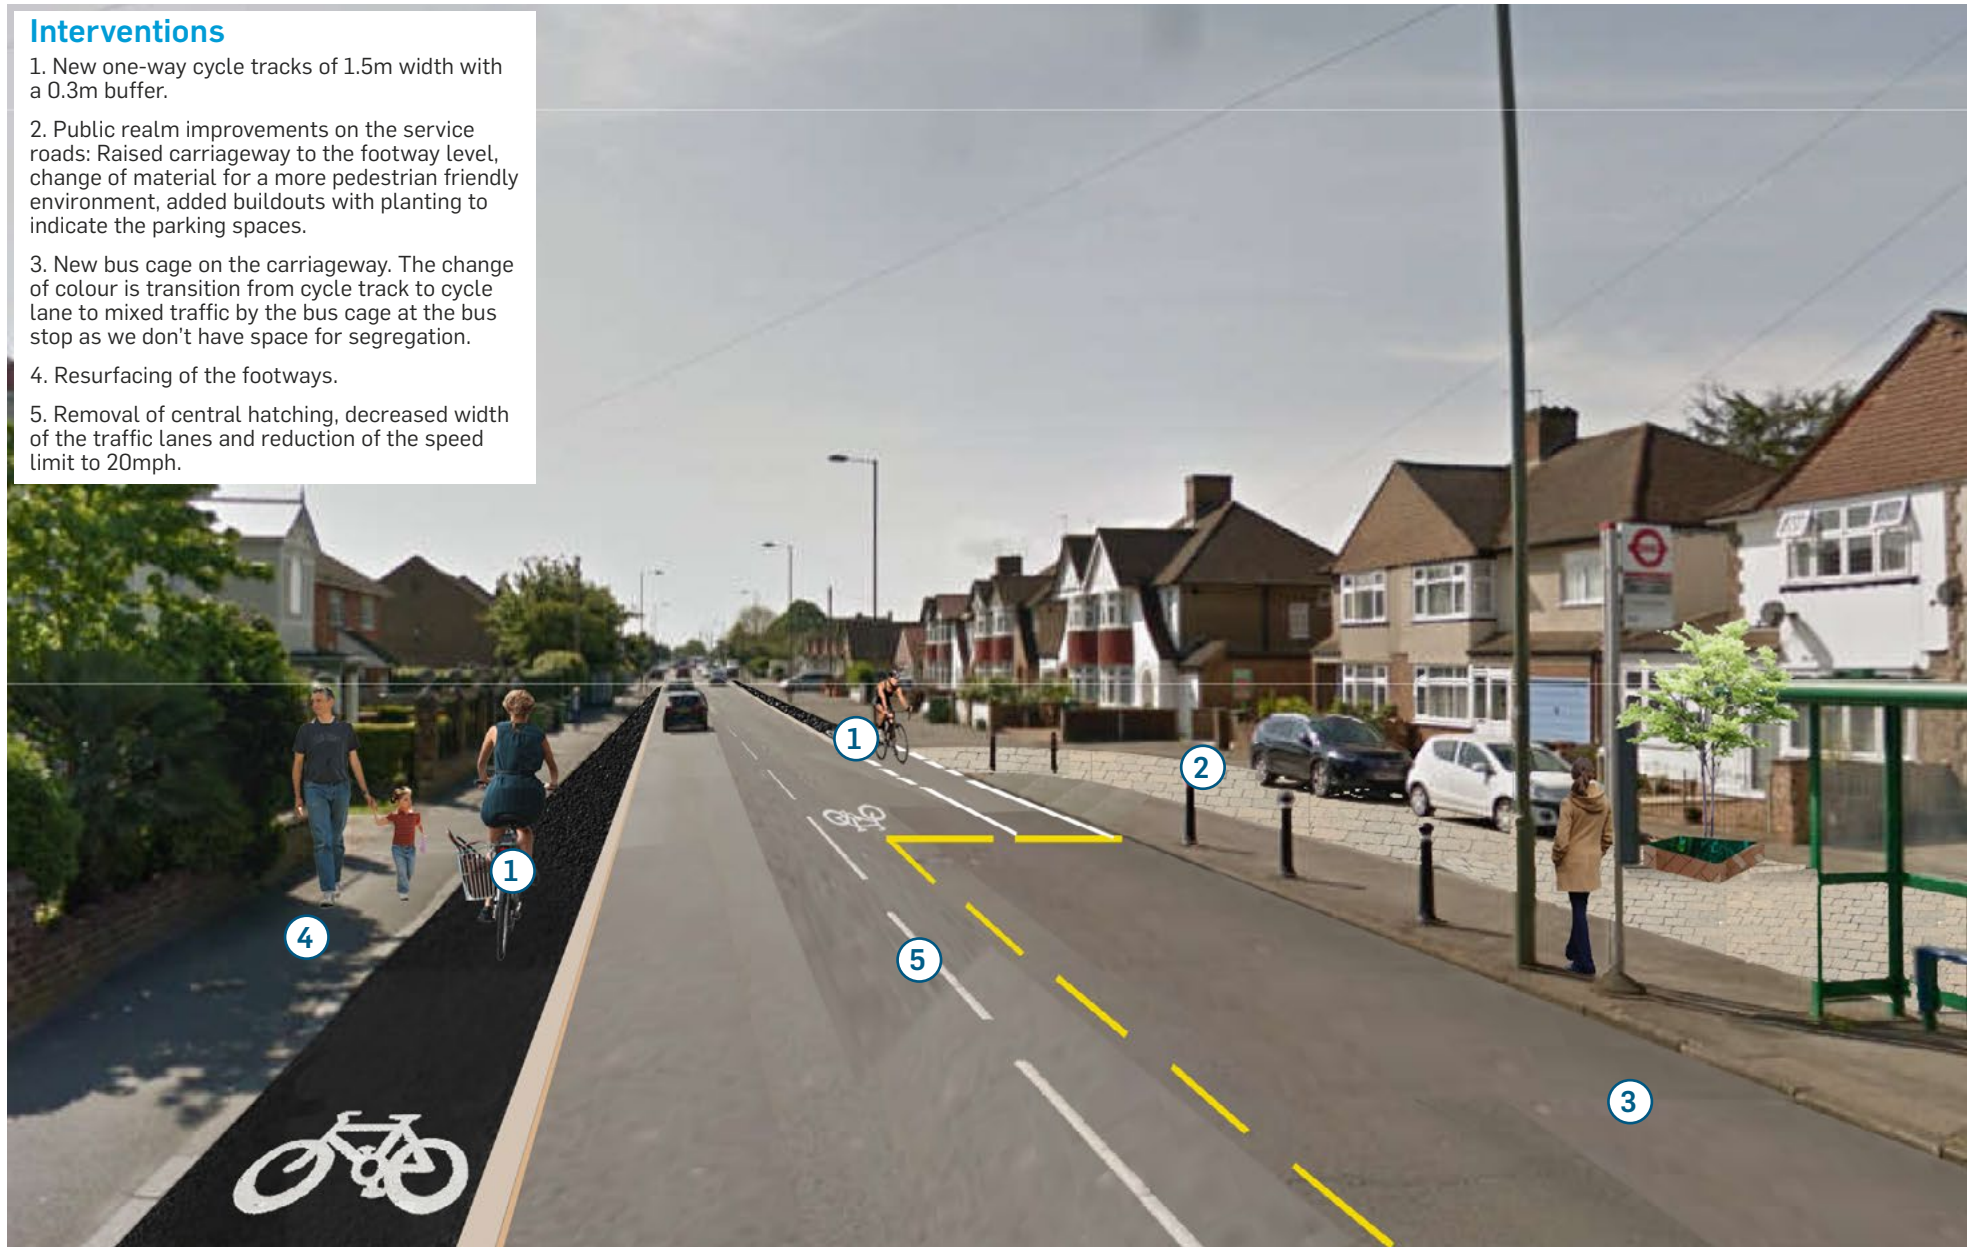 Interventions
1. New one-way cycle tracks of 1.5m width with
a 0.3m buffer.
2. Public realm improvements on the service
roads: Raised carriageway to the footway level,
change of material for a more pedestrian friendly
environment, added buildouts with planting to
indicate the parking spaces.
3. New bus cage on the carriageway. The change
of colour is transition from cycle track to cycle
lane to mixed traffic by the bus cage at the bus
stop as we don't have space for segregation.
4. Resurfacing of the footways.
5. Removal of central hatching, decreased width
of the traffic lanes and reduction of the speed
limit to 20mph.
1
2
1
4
5
3